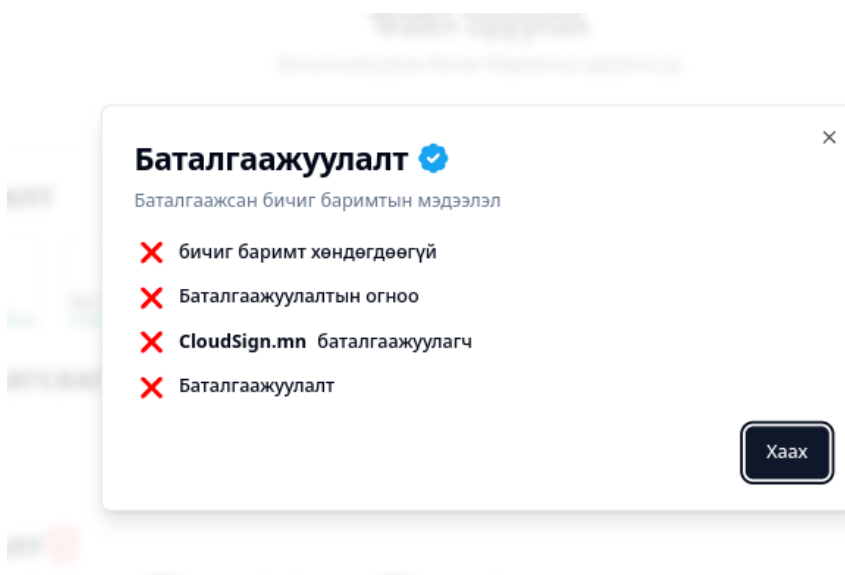 Баталгаажуулалт
Баталгаажсан бичиг баримтын мэдээлэл
бичиг баримт хөндөгдөөгүй
Баталгаажуулалтын огноо
CloudSign.mn баталгаажуулагч
Баталгаажуулалт
Хаах